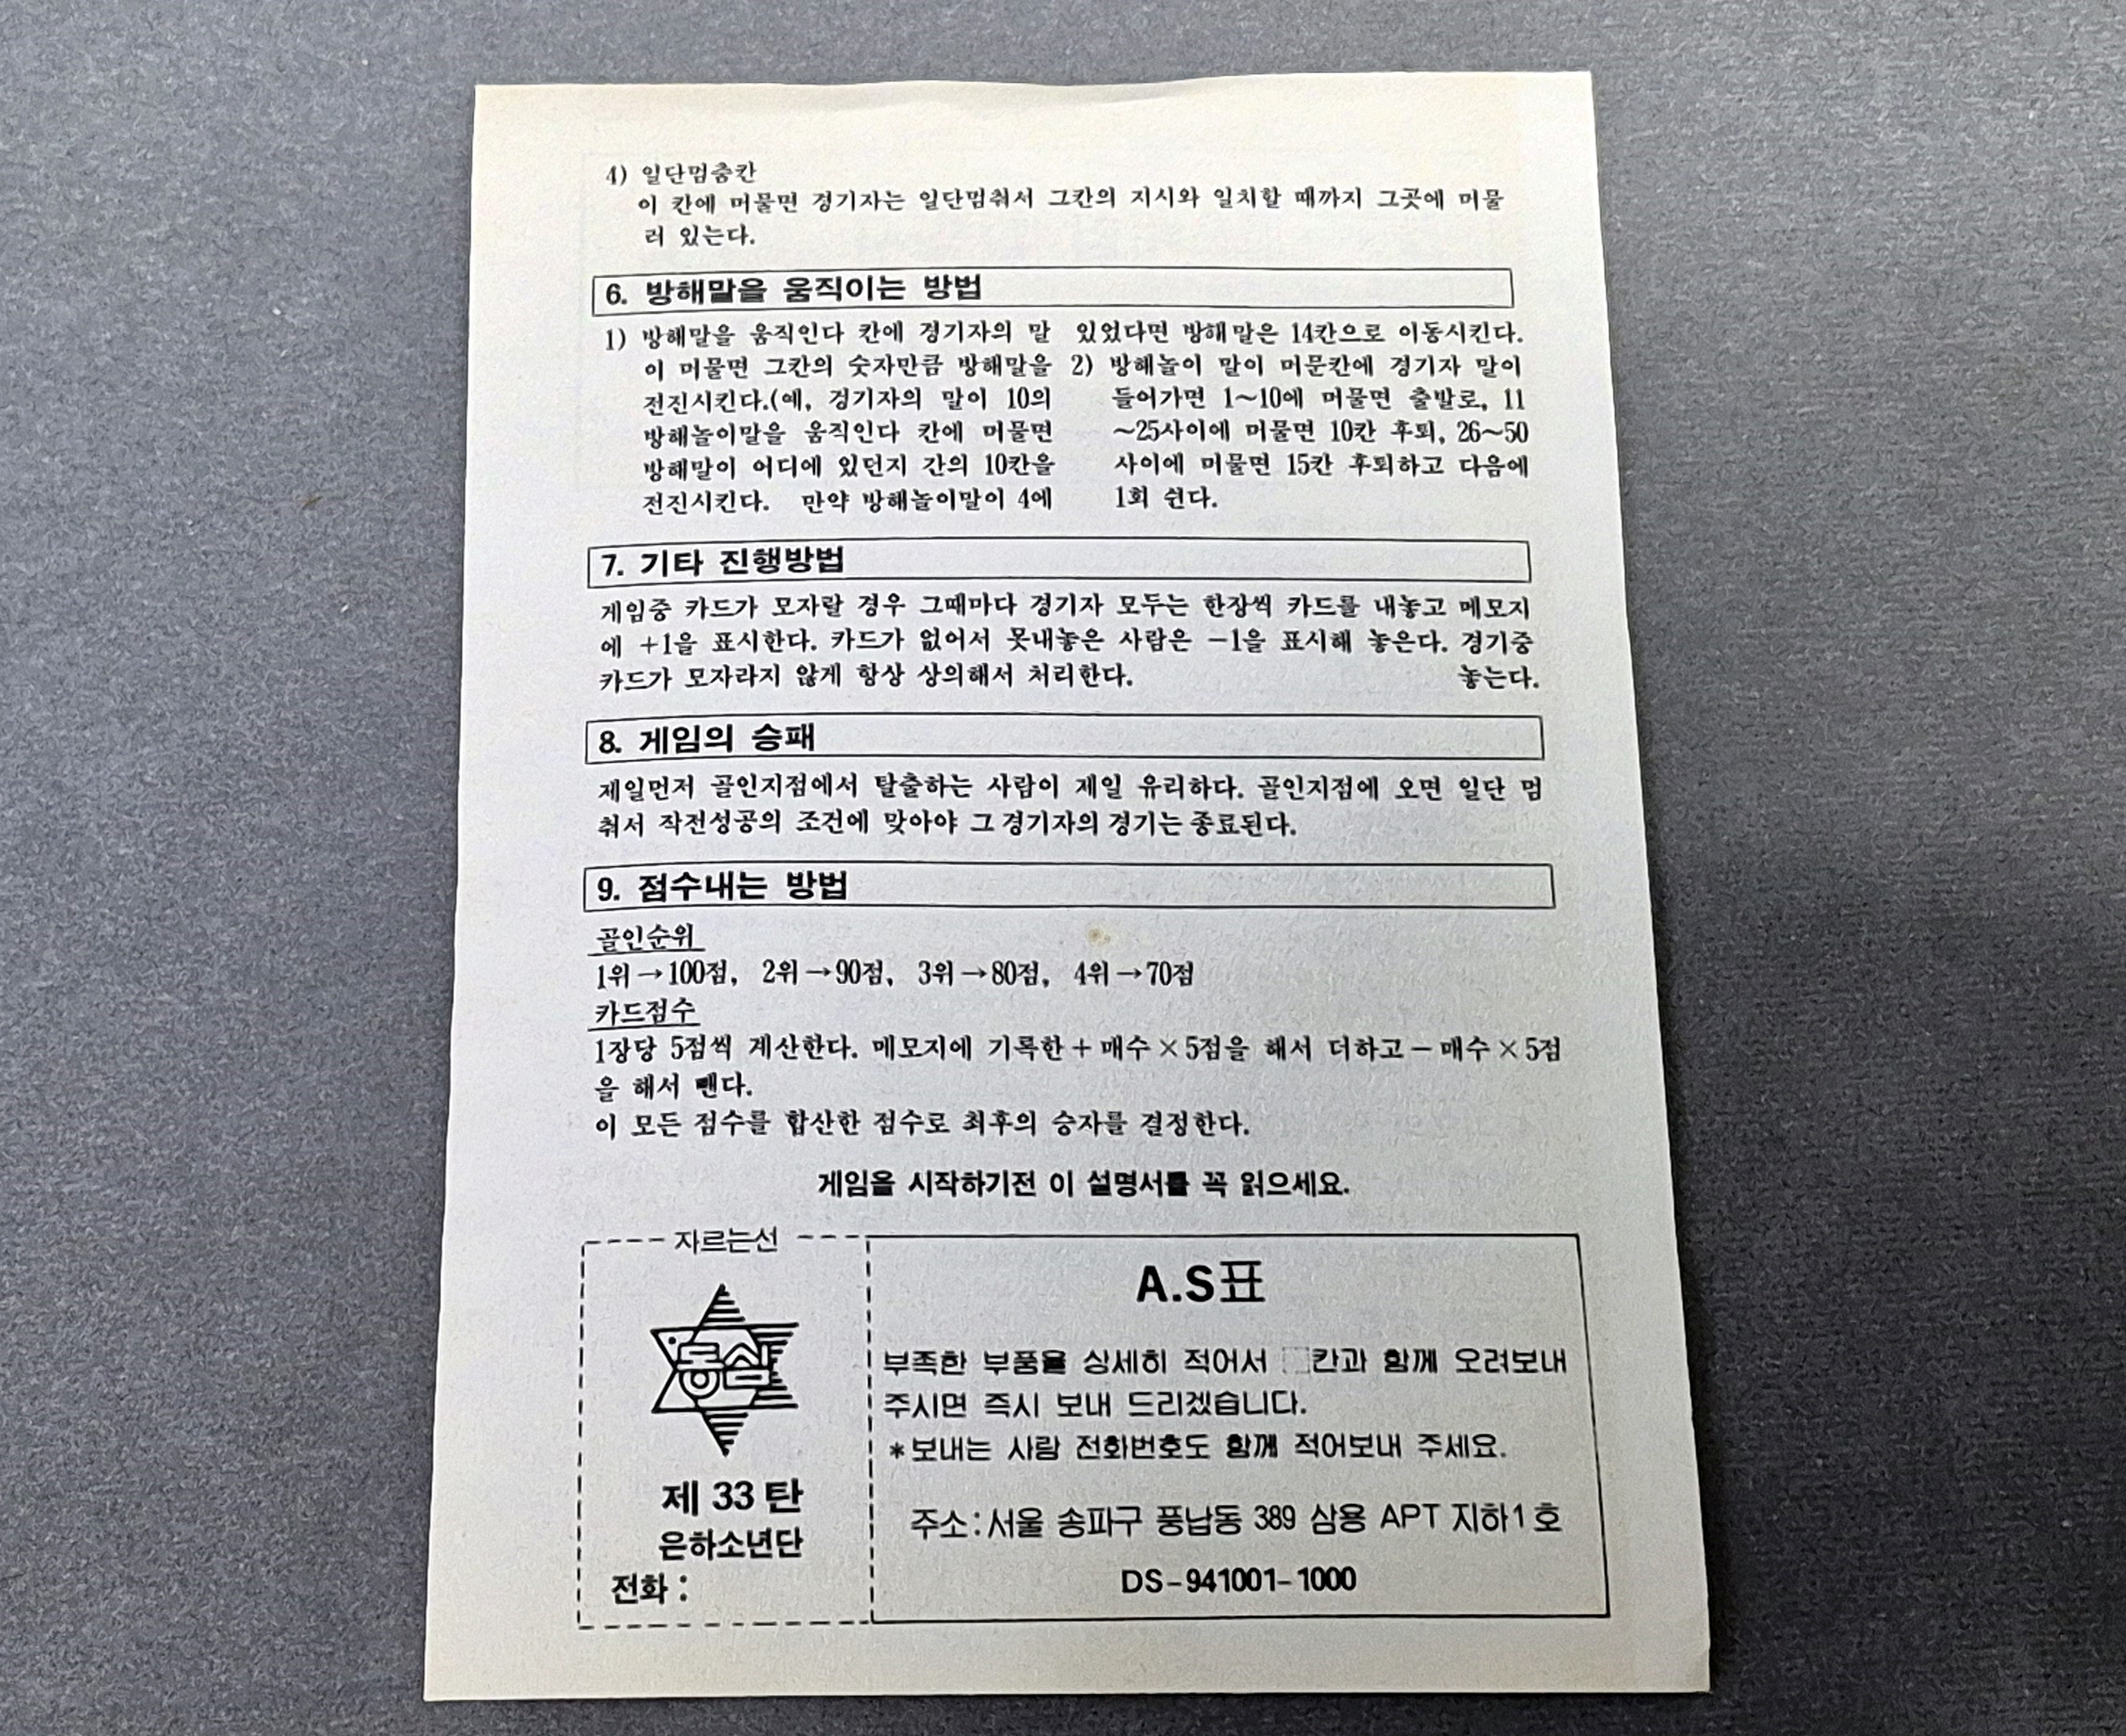 4) 일단멈춤칸
이 칸에 머물면 경기자는 일단멈춰서 그칸의 지시와 일치할 때까지 그곳에 머물
러 있는다.
6. 방해말을 움직이는 방법
1) 방해말을 움직인다 칸에 경기자의 말
이 머물면 그칸의 숫자만큼 방해말을
전진시킨다.(예, 경기자의 말이 10의
방해놀이말을 움직인다 칸에 머물면
방해말이 어디에 있던지 간의 10칸을
전진시킨다. 만약 방해놀이말이 4에
있었다면 방해말은 14칸으로 이동시킨다.
2) 방해놀이 말이 머문칸에 경기자 말이
들어가면 1~10에 머물면 출발로, 11
~25사이에 머물면 10칸 후퇴, 26~50
사이에 머물면 15칸 후퇴하고 다음에
1회 쉰다.
7. 기타 진행방법
게임중 카드가 모자랄 경우 그때마다 경기자 모두는 한장씩 카드를 내놓고 메모지
에 +1을 표시한다. 카드가 없어서 못내놓은 사람은 -1을 표시해 놓은다. 경기중
카드가 모자라지 않게 항상 상의해서 처리한다. 놓는다.
8. 게임의 승패
제일먼저 골인지점에서 탈출하는 사람이 제일 유리하다. 골인지점에 오면 일단 멈
춰서 작전성공의 조건에 맞아야 그 경기자의 경기는 종료된다.
9. 점수내는 방법
골인순위
1위→100점, 2위→90점, 3위→80점, 4위→70점
카드점수
1장당 5점씩 계산한다. 메모지에 기록한 + 매수×5점을 해서 더하고 - 매수×5점
을 해서 뺀다.
이 모든 점수를 합산한 점수로 최후의 승자를 결정한다.
게임을 시작하기전 이 설명서를 꼭 읽으세요.
자르는선
동심
제 33 탄
은하소년단
전화 :
A.S표
부족한 부품을 상세히 적어서 □칸과 함께 오려보내
주시면 즉시 보내 드리겠습니다.
*보내는 사람 전화번호도 함께 적어보내 주세요.
주소:서울 송파구 풍납동 389 삼용 APT 지하1호
DS-941001-1000